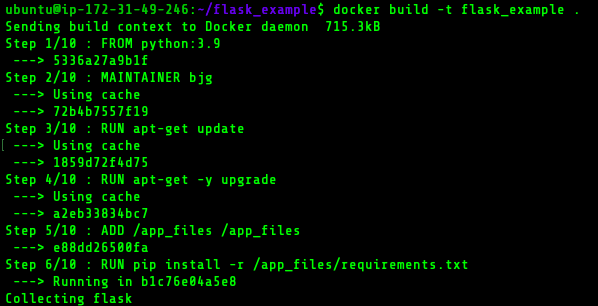 ubuntu@ip-172-31-49-246:~/flask_example$ docker build -t flask_example .
Sending build context to Docker daemon  715.3kB
Step 1/10 : FROM python:3.9
 ---> 5336a27a9b1f
Step 2/10 : MAINTAINER bjg
 ---> Using cache
 ---> 72b4b7557f19
Step 3/10 : RUN apt-get update
 ---> Using cache
 ---> 1859d72f4d75
Step 4/10 : RUN apt-get -y upgrade
 ---> Using cache
 ---> a2eb33834bc7
Step 5/10 : ADD /app_files /app_files
 ---> e88dd26500fa
Step 6/10 : RUN pip install -r /app_files/requirements.txt
 ---> Running in b1c76e04a5e8
Collecting flask